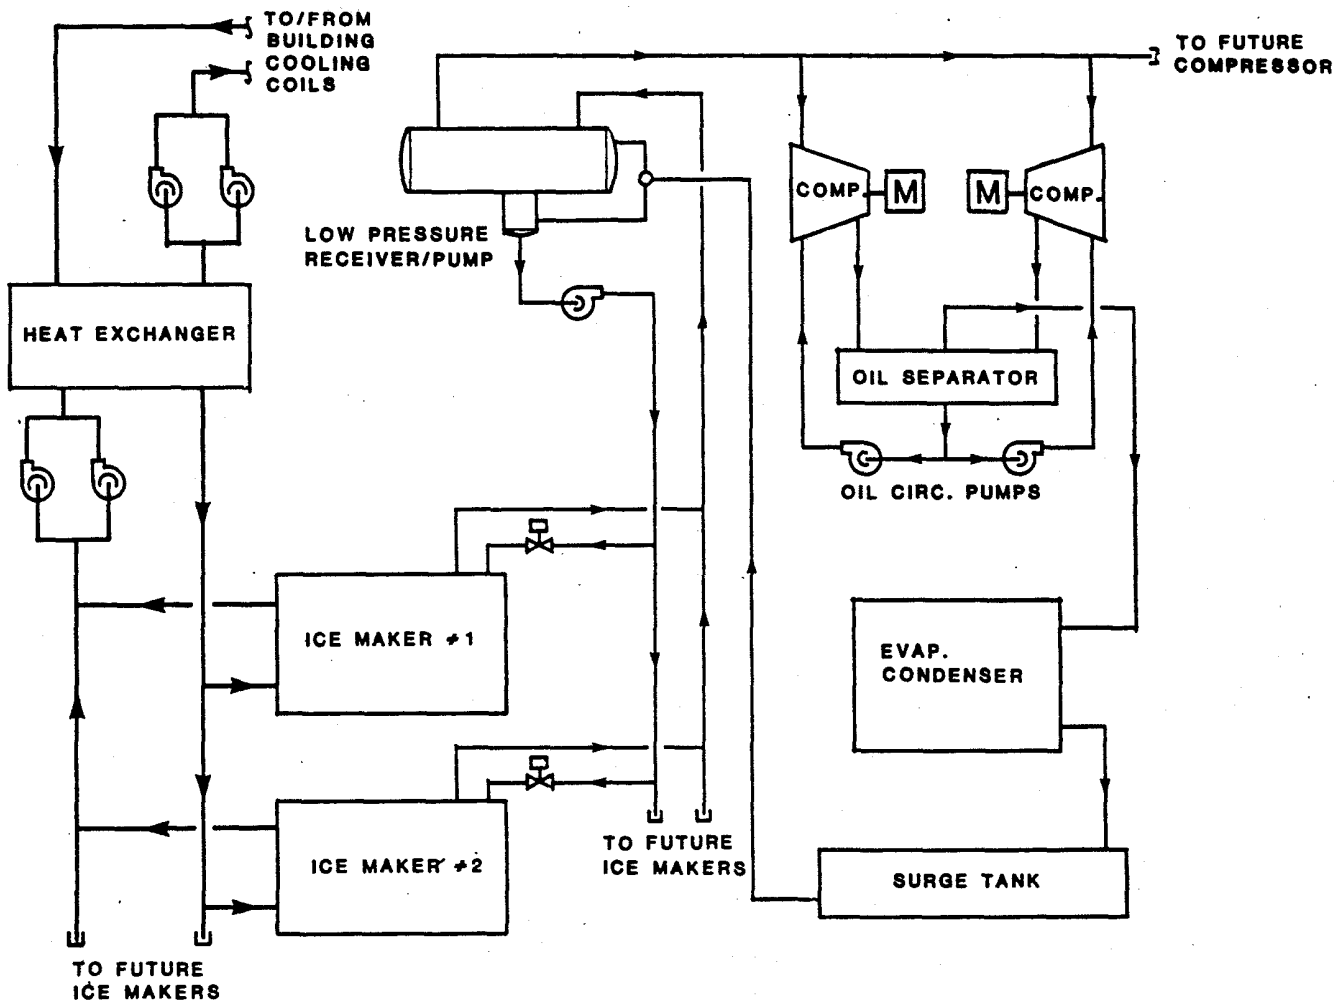 TO/FROM
BUILDING
COOLING
COILS
TO FUTURE
COMPRESSOR
COMP.
M
M
COMP.
LOW PRESSURE
RECEIVER/PUMP
HEAT EXCHANGER
OIL SEPARATOR
OIL CIRC. PUMPS
ICE MAKER #1
EVAP.
CONDENSER
TO FUTURE
ICE MAKERS
ICE MAKER #2
SURGE TANK
TO FUTURE
ICE MAKERS